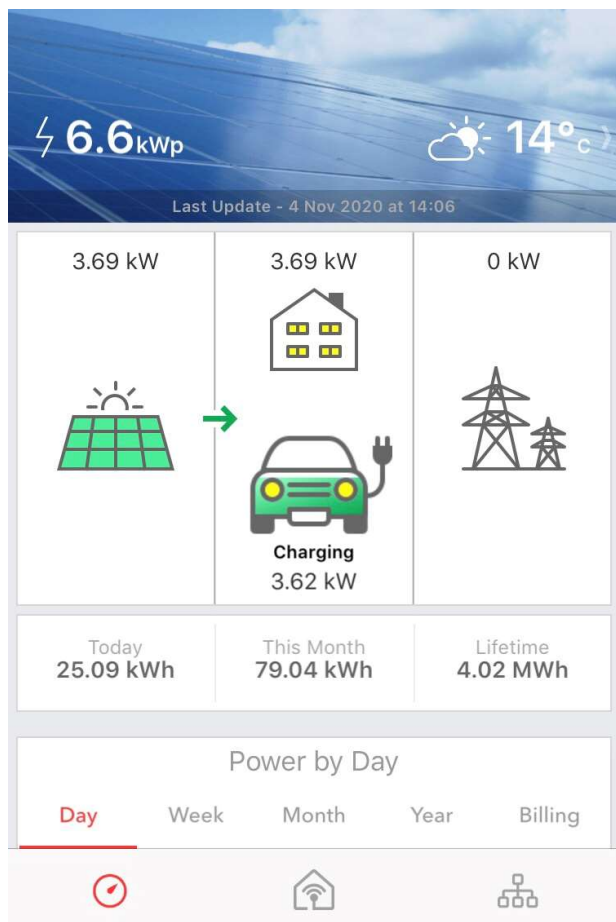 6.6kWp
14°c
Last Update - 4 Nov 2020 at 14:06
3.69 kW
3.69 kW
0 kW
Charging
3.62 kW
Today
25.09 kWh
This Month
79.04 kWh
Lifetime
4.02 MWh
Power by Day
Day Week Month Year Billing